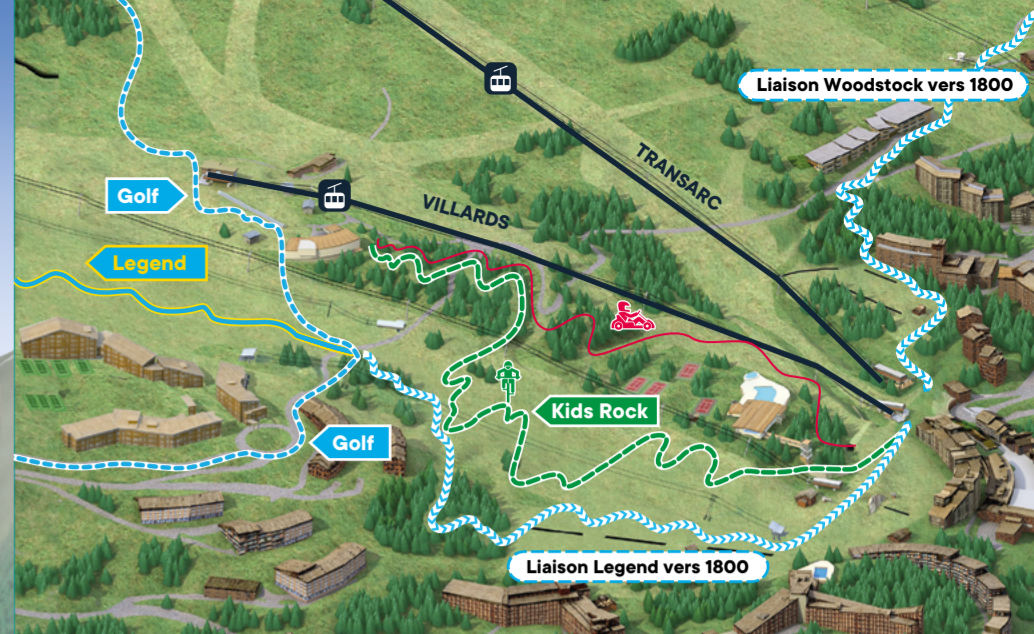 Liaison Woodstock vers 1800
TRANSARC
Golf
VILLARDS
Legend
Kids Rock
Golf
Liaison Legend vers 1800